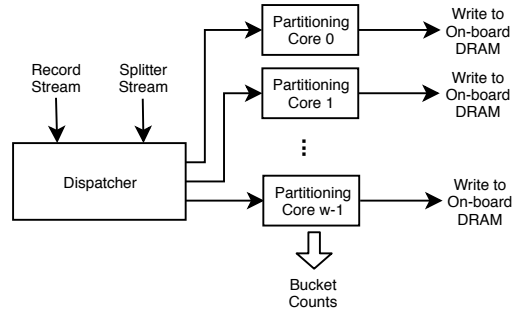 Partitioning
Core 0
Write to
On-board
DRAM
Record
Stream
Splitter
Stream
Partitioning
Core 1
Write to
On-board
DRAM
...
Dispatcher
Partitioning
Core w-1
Write to
On-board
DRAM
Bucket
Counts